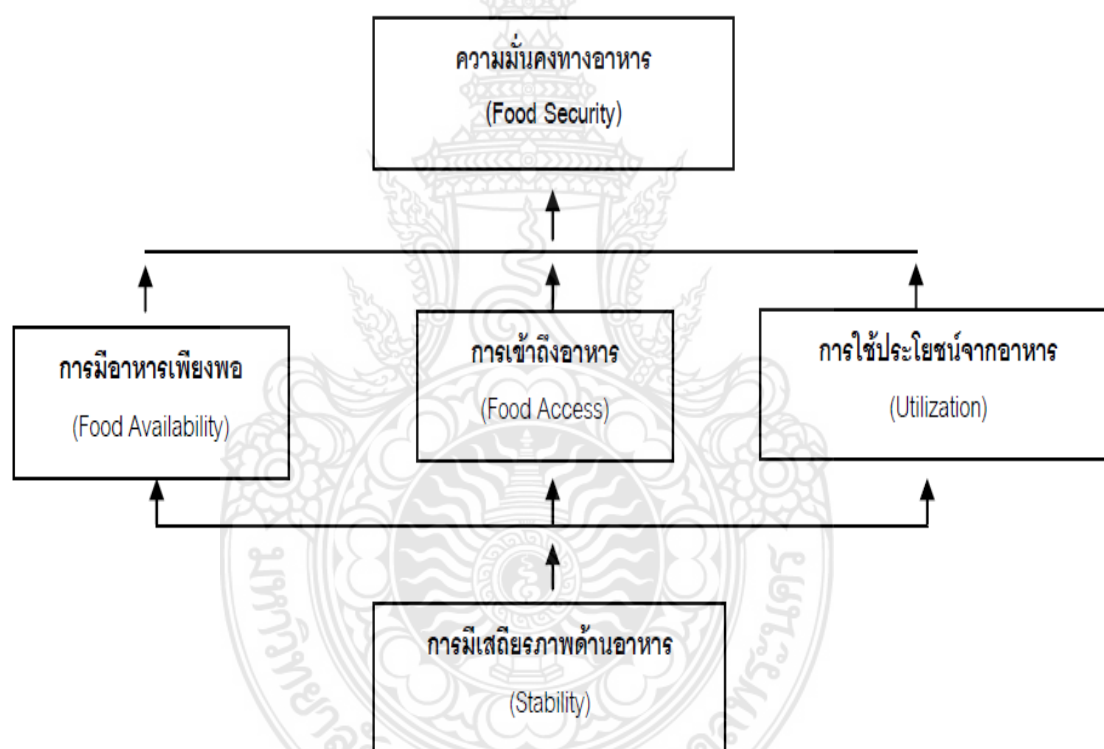 ความมั่นคงทางอาหาร
(Food Security)
การมีอาหารเพียงพอ
(Food Availability)
การเข้าถึงอาหาร
(Food Access)
การใช้ประโยชน์จากอาหาร
(Utilization)
การมีเสถียรภาพด้านอาหาร
(Stability)